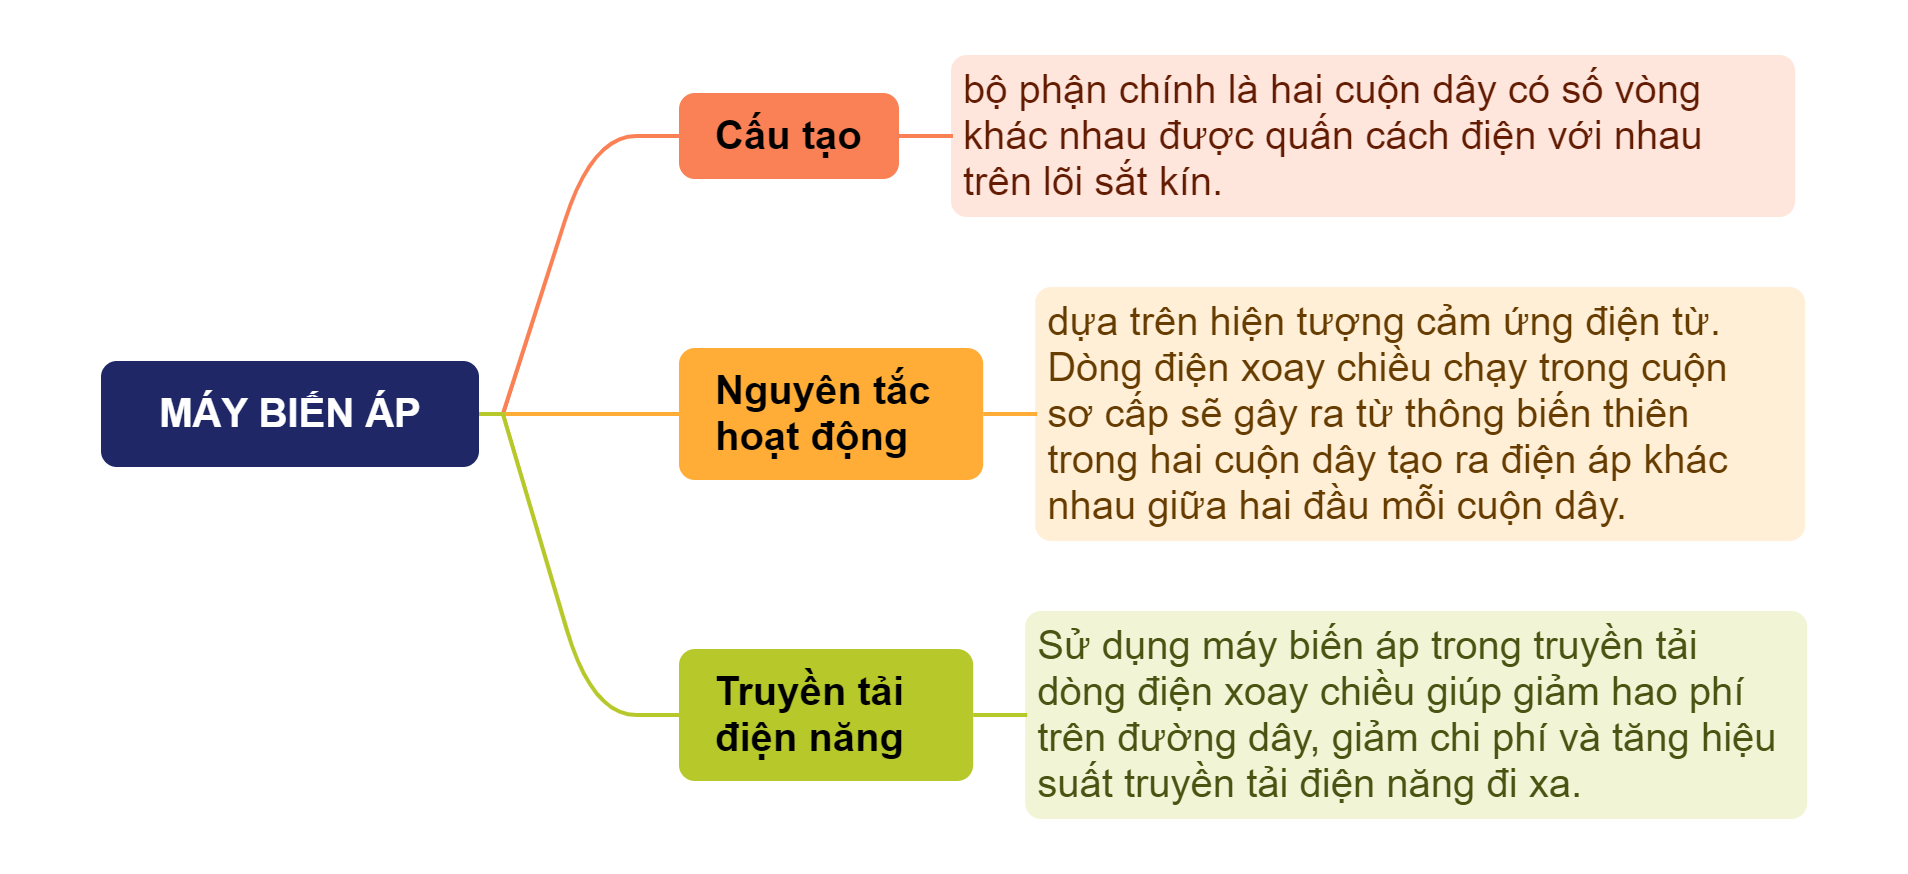 MÁY BIẾN ÁP
Cấu tạo
bộ phận chính là hai cuộn dây có số vòng
khác nhau được quấn cách điện với nhau
trên lõi sắt kín.
Nguyên tắc
hoạt động
dựa trên hiện tượng cảm ứng điện từ.
Dòng điện xoay chiều chạy trong cuộn
sơ cấp sẽ gây ra từ thông biến thiên
trong hai cuộn dây tạo ra điện áp khác
nhau giữa hai đầu mỗi cuộn dây.
Truyền tải
điện năng
Sử dụng máy biến áp trong truyền tải
dòng điện xoay chiều giúp giảm hao phí
trên đường dây, giảm chi phí và tăng hiệu
suất truyền tải điện năng đi xa.